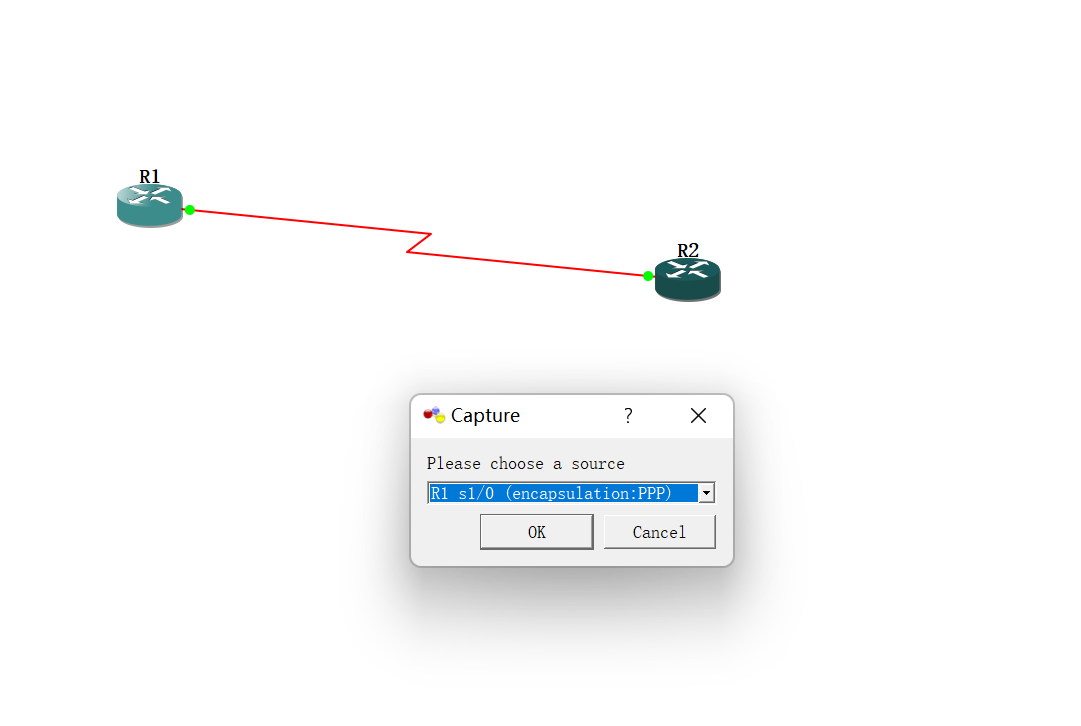 R1
R2
Capture
?
Please choose a source
R1 s1/0 (encapsulation:PPP)
OK
Cancel